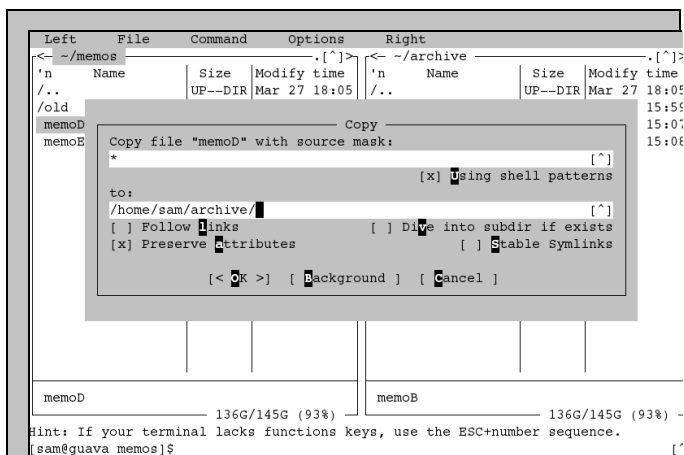 Left File Command Options Right
<— ~/memos .[^]> <— ~/archive .[^]>
'n Name Size Modify time 'n Name Size Modify time
/.. UP--DIR Mar 27 18:05 /.. UP--DIR Mar 27 18:05
/old 15:59
memoD Copy 15:07
memoE Copy file "memoD" with source mask: 15:08
* [^]
[x] Using shell patterns
to:
/home/sam/archive/ [^]
[ ] Follow links [ ] Dive into subdir if exists
[x] Preserve attributes [ ] Stable Symlinks
[< OK >] [ Background ] [ Cancel ]
memoD memoB
136G/145G (93%) 136G/145G (93%)
Hint: If your terminal lacks functions keys, use the ESC+number sequence.
[sam@guava memos]$ [^